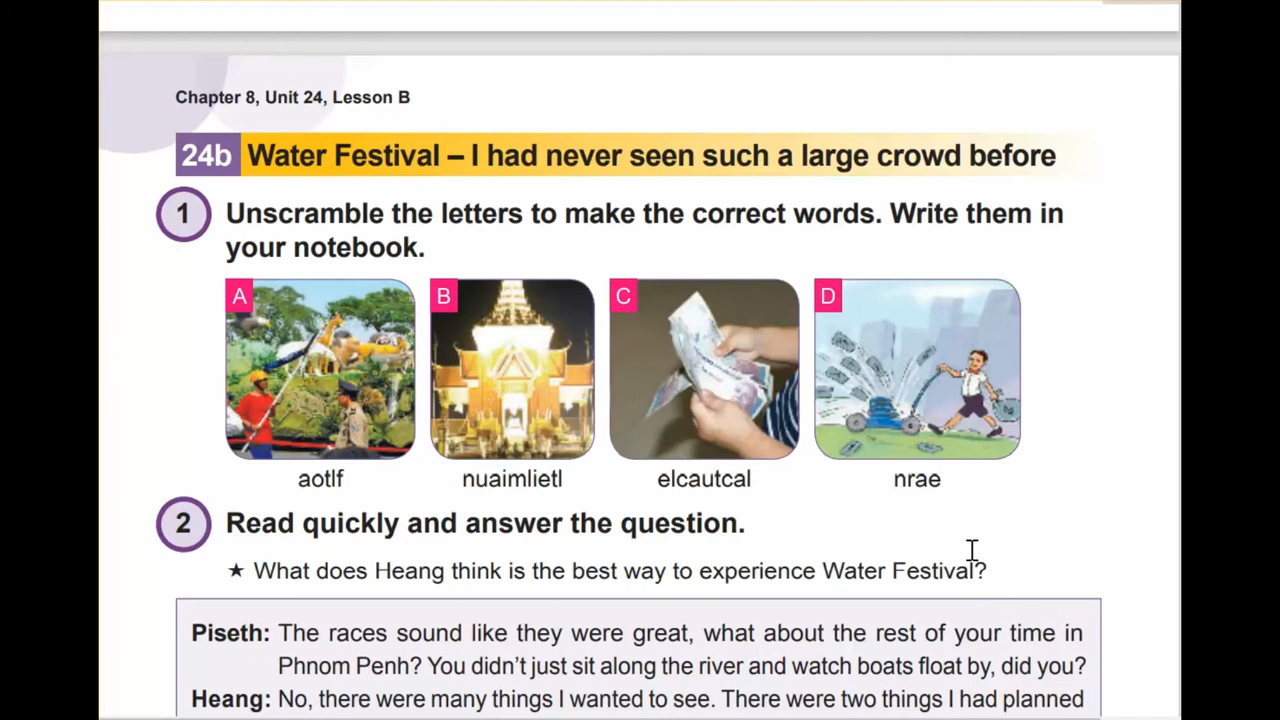 Chapter 8, Unit 24, Lesson B
24b Water Festival – I had never seen such a large crowd before
1 Unscramble the letters to make the correct words. Write them in
your notebook.
A B C D
aotlf nuaimlietl elcautcal nrae
2 Read quickly and answer the question.
★ What does Heang think is the best way to experience Water Festival?
Piseth: The races sound like they were great, what about the rest of your time in
Phnom Penh? You didn't just sit along the river and watch boats float by, did you?
Heang: No, there were many things I wanted to see. There were two things I had planned